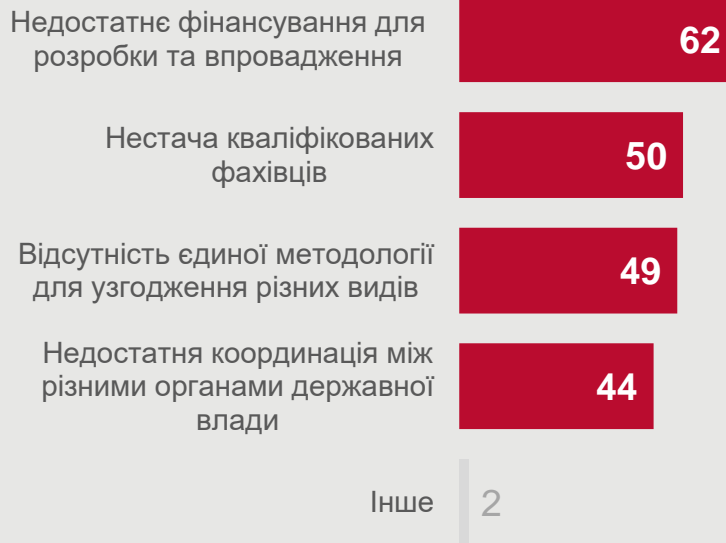 Недостатнє фінансування для
розробки та впровадження
62
Нестача кваліфікованих
фахівців
50
Відсутність єдиної методології
для узгодження різних видів
49
Недостатня координація між
різними органами державної
влади
44
Інше
2